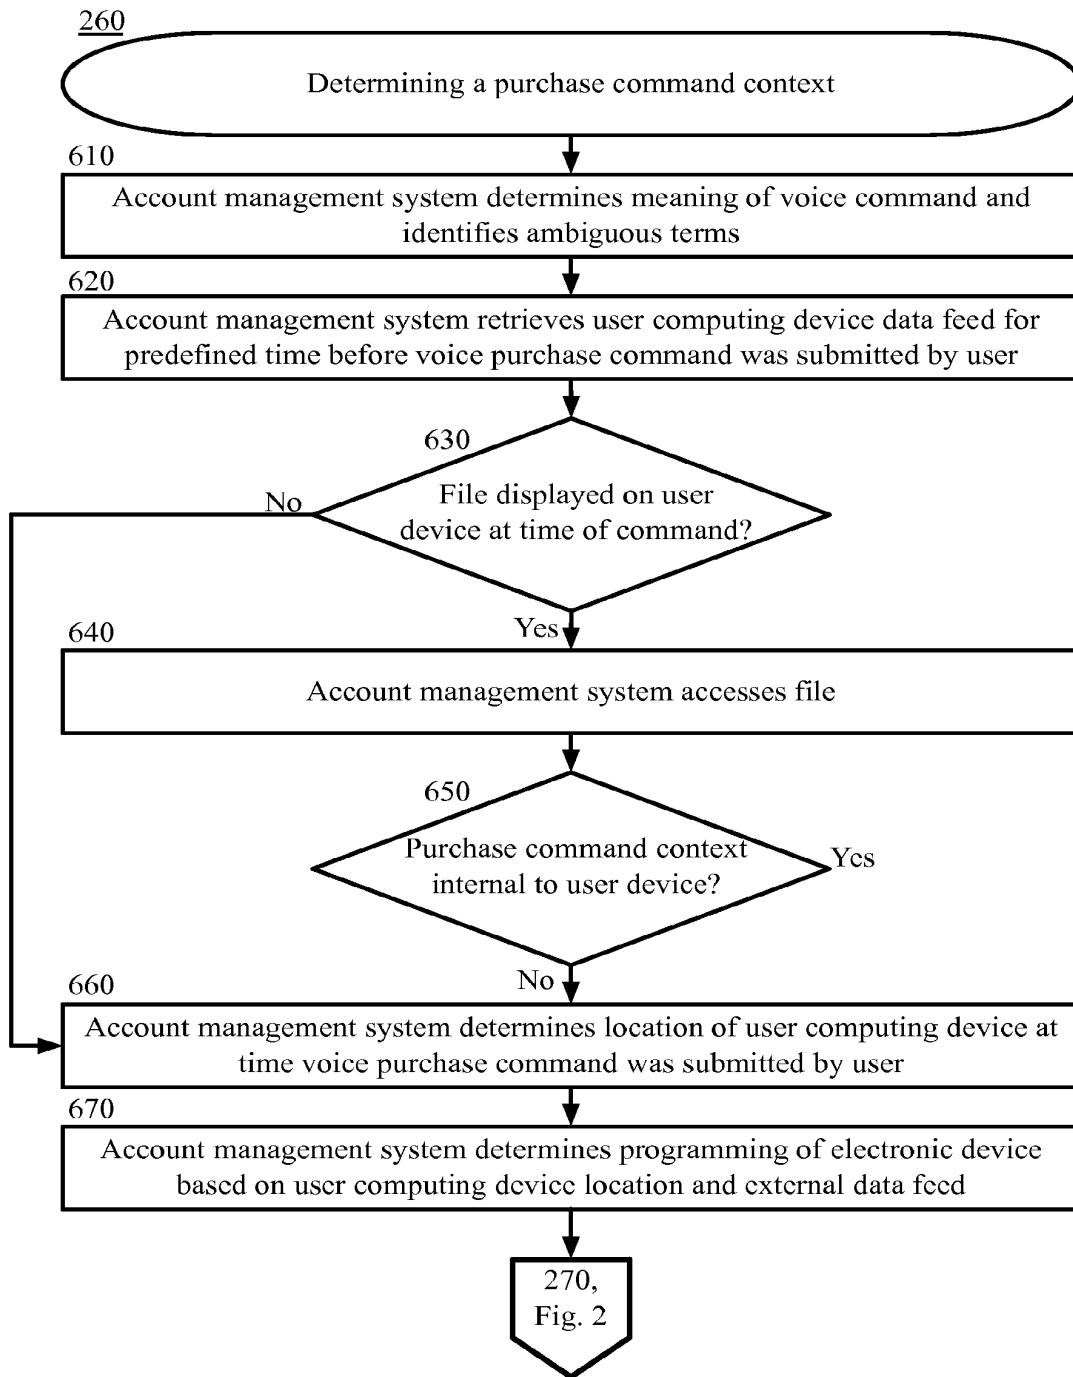 260
Determining a purchase command context
610
Account management system determines meaning of voice command and
identifies ambiguous terms
620
Account management system retrieves user computing device data feed for
predefined time before voice purchase command was submitted by user
630
File displayed on user
device at time of command?
No
Yes
640
Account management system accesses file
650
Purchase command context
internal to user device?
Yes
No
660
Account management system determines location of user computing device at
time voice purchase command was submitted by user
670
Account management system determines programming of electronic device
based on user computing device location and external data feed
270,
Fig. 2